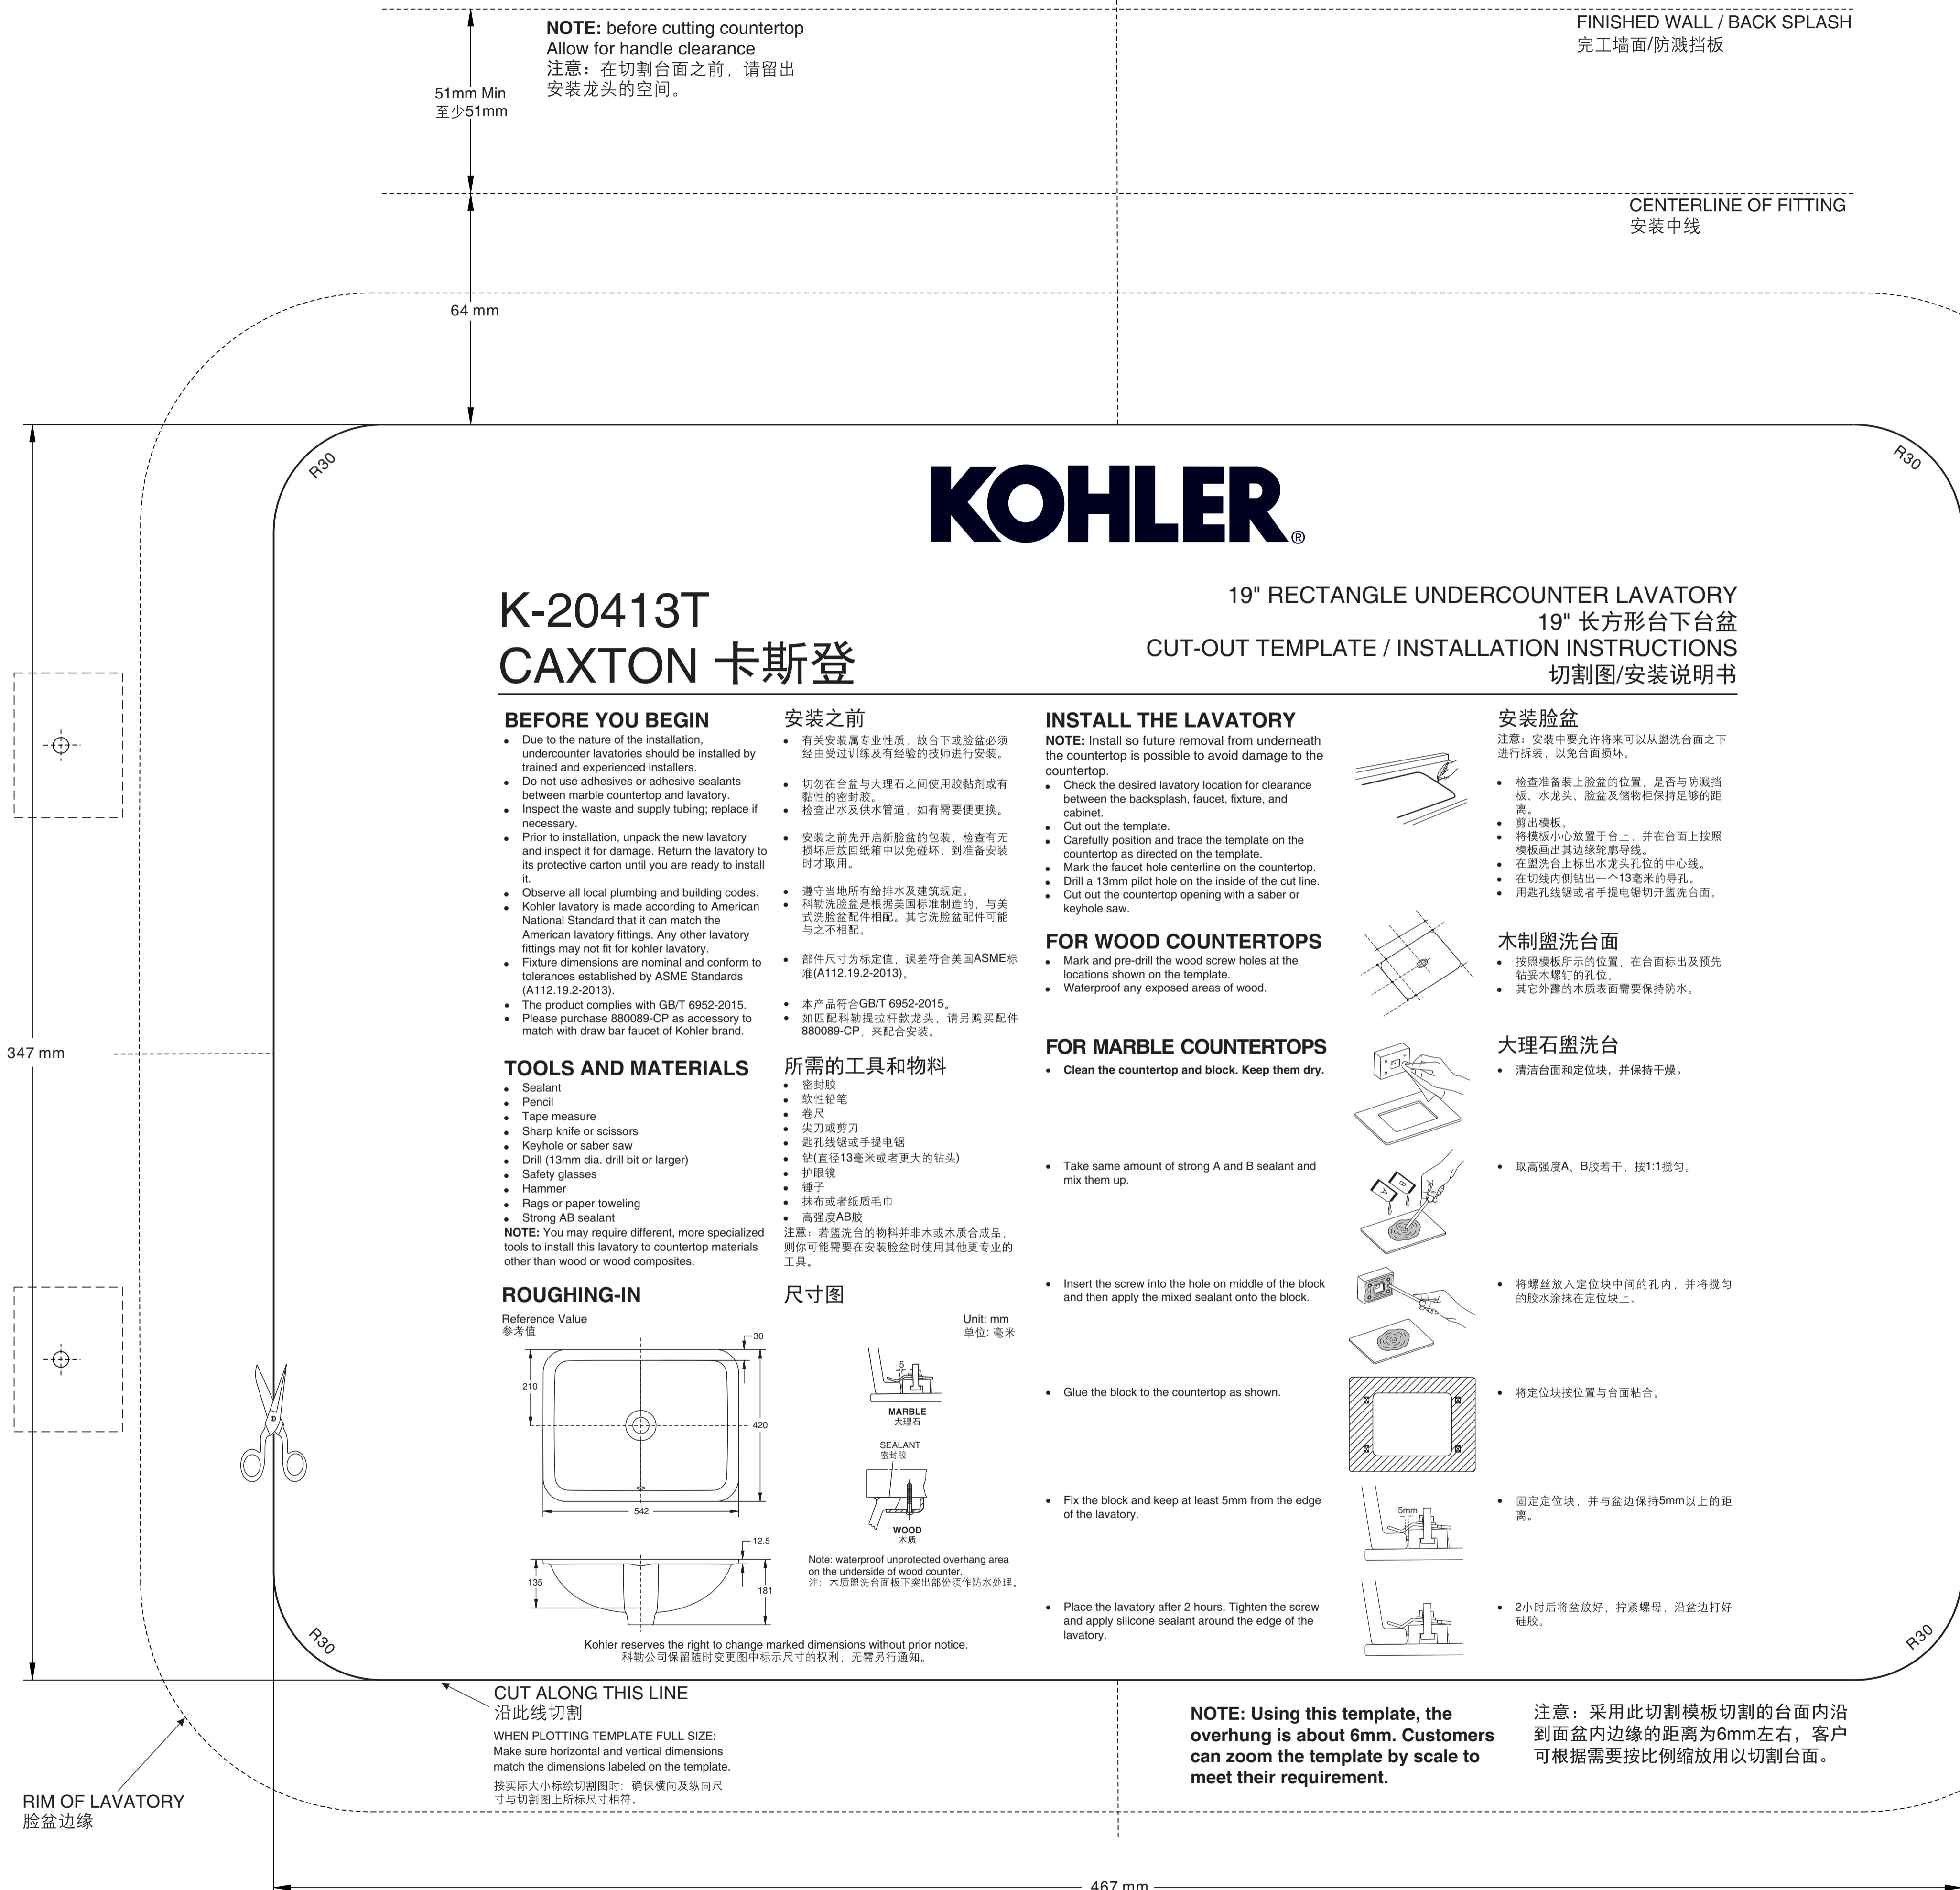 NOTE: before cutting countertop
Allow for handle clearance
注意：在切割台面之前，请留出
安装龙头的空间。
FINISHED WALL / BACK SPLASH
完工墙面/防溅挡板
51mm Min
至少51mm
CENTERLINE OF FITTING
安装中线
64 mm
R30
R30
KOHLER®
K-20413T
CAXTON 卡斯登
19" RECTANGLE UNDERCOUNTER LAVATORY
19" 长方形台下台盆
CUT-OUT TEMPLATE / INSTALLATION INSTRUCTIONS
切割图/安装说明书
BEFORE YOU BEGIN
• Due to the nature of the installation,
undercounter lavatories should be installed by
trained and experienced installers.
• Do not use adhesives or adhesive sealants
between marble countertop and lavatory.
• Inspect the waste and supply tubing; replace if
necessary.
• Prior to installation, unpack the new lavatory
and inspect it for damage. Return the lavatory to
its protective carton until you are ready to install
it.
• Observe all local plumbing and building codes.
• Kohler lavatory is made according to American
National Standard that it can match the
American lavatory fittings. Any other lavatory
fittings may not fit for kohler lavatory.
• Fixture dimensions are nominal and conform to
tolerances established by ASME Standards
(A112.19.2-2013).
• The product complies with GB/T 6952-2015.
• Please purchase 880089-CP as accessory to
match with draw bar faucet of Kohler brand.
安装之前
• 有关安装属专业性质，故台下或脸盆必须
经由受过训练及有经验的技师进行安装。
• 切勿在台盆与大理石之间使用胶黏剂或有
黏性的密封胶。
• 检查出水及供水管道，如有需要便更换。
• 安装之前先开启新脸盆的包装，检查有无
损坏后放回纸箱中以免碰坏，到准备安装
时才取用。
• 遵守当地所有给排水及建筑规定。
• 科勒洗脸盆是根据美国标准制造的，与美
式洗脸盆配件相配。其它洗脸盆配件可能
与之不相配。
• 部件尺寸为标定值，误差符合美国ASME标
准(A112.19.2-2013)。
• 本产品符合GB/T 6952-2015。
• 如匹配科勒提拉杆款龙头，请另购买配件
880089-CP，来配合安装。
TOOLS AND MATERIALS
• Sealant
• Pencil
• Tape measure
• Sharp knife or scissors
• Keyhole or saber saw
• Drill (13mm dia. drill bit or larger)
• Safety glasses
• Hammer
• Rags or paper toweling
• Strong AB sealant
NOTE: You may require different, more specialized
tools to install this lavatory to countertop materials
other than wood or wood composites.
所需的工具和物料
• 密封胶
• 软性铅笔
• 卷尺
• 尖刀或剪刀
• 匙孔线锯或手提电锯
• 钻(直径13毫米或者更大的钻头)
• 护眼镜
• 锤子
• 抹布或者纸质毛巾
• 高强度AB胶
注意：若盥洗台的物料并非木或木质合成品，
则你可能需要在安装脸盆时使用其他更专业的
工具。
ROUGHING-IN
尺寸图
Reference Value
参考值
Unit: mm
单位: 毫米
30
210
420
542
12.5
135
181
5
MARBLE
大理石
SEALANT
密封胶
WOOD
木质
Note: waterproof unprotected overhang area
on the underside of wood counter.
注：木质盥洗台面板下突出部份须作防水处理。
Kohler reserves the right to change marked dimensions without prior notice.
科勒公司保留随时变更图中标示尺寸的权利，无需另行通知。
INSTALL THE LAVATORY
NOTE: Install so future removal from underneath
the countertop is possible to avoid damage to the
countertop.
• Check the desired lavatory location for clearance
between the backsplash, faucet, fixture, and
cabinet.
• Cut out the template.
• Carefully position and trace the template on the
countertop as directed on the template.
• Mark the faucet hole centerline on the countertop.
• Drill a 13mm pilot hole on the inside of the cut line.
• Cut out the countertop opening with a saber or
keyhole saw.
安装脸盆
注意：安装中要允许将来可以从盥洗台面之下
进行拆装，以免台面损坏。
• 检查准备装上脸盆的位置，是否与防溅挡
板、水龙头、脸盆及储物柜保持足够的距
离。
• 剪出模板。
• 将模板小心放置于台上，并在台面上按照
模板画出其边缘轮廓导线。
• 在盥洗台上标出水龙头孔位的中心线。
• 在切线内侧钻出一个13毫米的导孔。
• 用匙孔线锯或者手提电锯切开盥洗台面。
FOR WOOD COUNTERTOPS
• Mark and pre-drill the wood screw holes at the
locations shown on the template.
• Waterproof any exposed areas of wood.
木制盥洗台面
• 按照模板所示的位置，在台面标出及预先
钻妥木螺钉的孔位。
• 其它外露的木质表面需要保持防水。
FOR MARBLE COUNTERTOPS
• Clean the countertop and block. Keep them dry.
大理石盥洗台
• 清洁台面和定位块，并保持干燥。
• Take same amount of strong A and B sealant and
mix them up.
A
B
• 取高强度A、B胶若干，按1:1搅匀。
• Insert the screw into the hole on middle of the block
and then apply the mixed sealant onto the block.
• 将螺丝放入定位块中间的孔内，并将搅匀
的胶水涂抹在定位块上。
• Glue the block to the countertop as shown.
• 将定位块按位置与台面粘合。
• Fix the block and keep at least 5mm from the edge
of the lavatory.
5mm
• 固定定位块，并与盆边保持5mm以上的距
离。
• Place the lavatory after 2 hours. Tighten the screw
and apply silicone sealant around the edge of the
lavatory.
• 2小时后将盆放好，拧紧螺母，沿盆边打好
硅胶。
347 mm
R30
R30
CUT ALONG THIS LINE
沿此线切割
WHEN PLOTTING TEMPLATE FULL SIZE:
Make sure horizontal and vertical dimensions
match the dimensions labeled on the template.
按实际大小标绘切割图时：确保横向及纵向尺
寸与切割图上所标尺寸相符。
NOTE: Using this template, the
overhung is about 6mm. Customers
can zoom the template by scale to
meet their requirement.
注意：采用此切割模板切割的台面内沿
到面盆内边缘的距离为6mm左右，客户
可根据需要按比例缩放用以切割台面。
RIM OF LAVATORY
脸盆边缘
467 mm